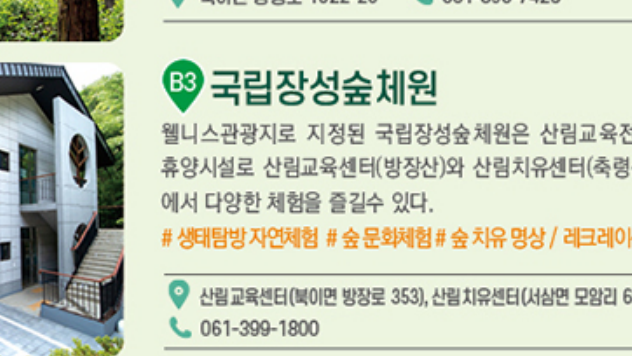 B3 국립장성숲체원
웰니스관광지로 지정된 국립장성숲체원은 산림교육전
휴양시설로 산림교육센터(방장산)와 산림치유센터(축령
에서 다양한 체험을 즐길수 있다.
# 생태탐방 자연체험 # 숲 문화체험 # 숲 치유 명상 / 레크레이
산림교육센터(북이면 방장로 353), 산림치유센터(서삼면 모암리 6
061-399-1800